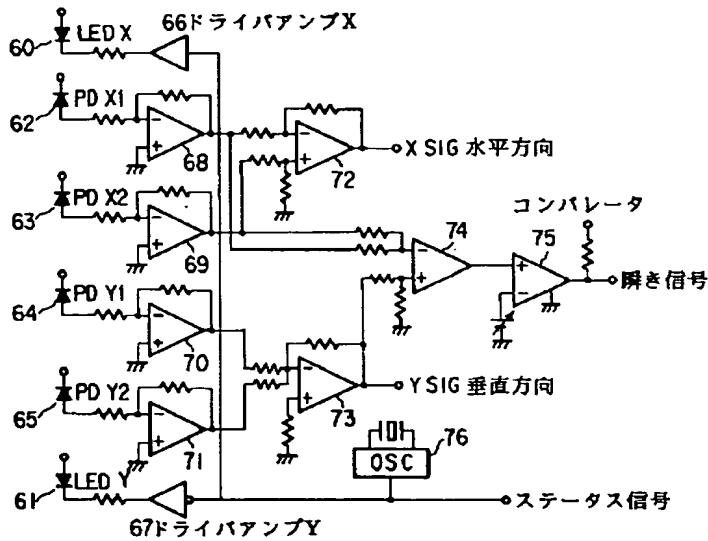 66ドライバアンプX
60 LED X
62 PD X1
68
72
X SIG 水平方向
63 PD X2
69
コンパレータ
74
75
瞬き信号
64 PD Y1
70
65 PD Y2
71
73
Y SIG 垂直方向
76
OSC
61 LED Y
67ドライバアンプY
ステータス信号